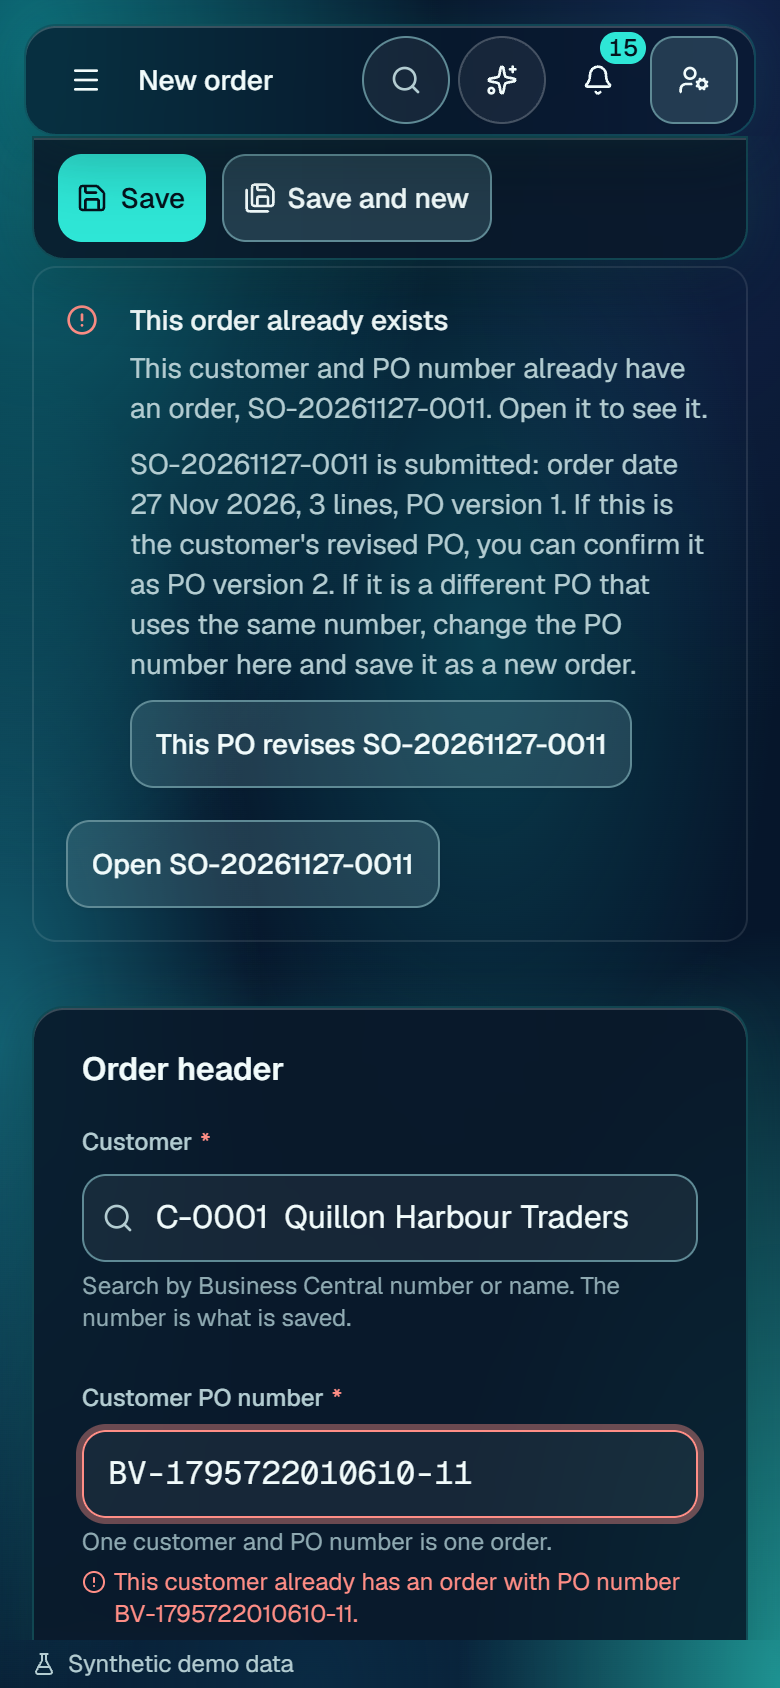 New order
15
Save
Save and new
This order already exists
This customer and PO number already have
an order, SO-20261127-0011. Open it to see it.
SO-20261127-0011 is submitted: order date
27 Nov 2026, 3 lines, PO version 1. If this is
the customer's revised PO, you can confirm it
as PO version 2. If it is a different PO that
uses the same number, change the PO
number here and save it as a new order.
This PO revises SO-20261127-0011
Open SO-20261127-0011
Order header
Customer *
C-0001 Quillon Harbour Traders
Search by Business Central number or name. The
number is what is saved.
Customer PO number *
BV-1795722010610-11
One customer and PO number is one order.
This customer already has an order with PO number
BV-1795722010610-11.
Synthetic demo data